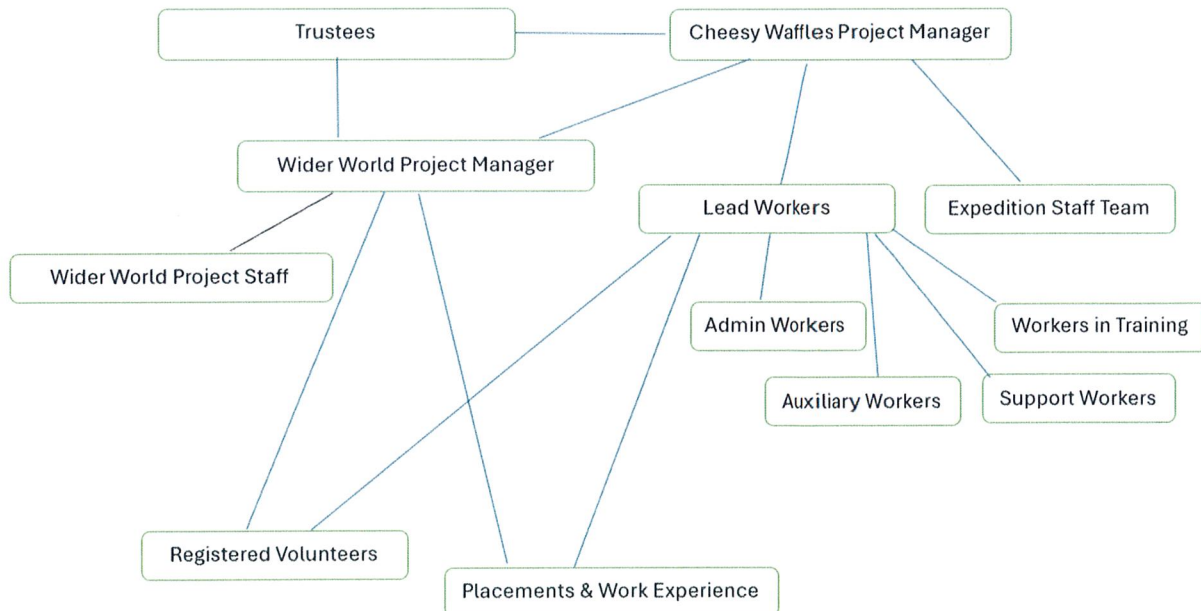 Trustees
Cheesy Waffles Project Manager
Wider World Project Manager
Lead Workers
Expedition Staff Team
Wider World Project Staff
Admin Workers
Workers in Training
Auxiliary Workers
Support Workers
Registered Volunteers
Placements & Work Experience